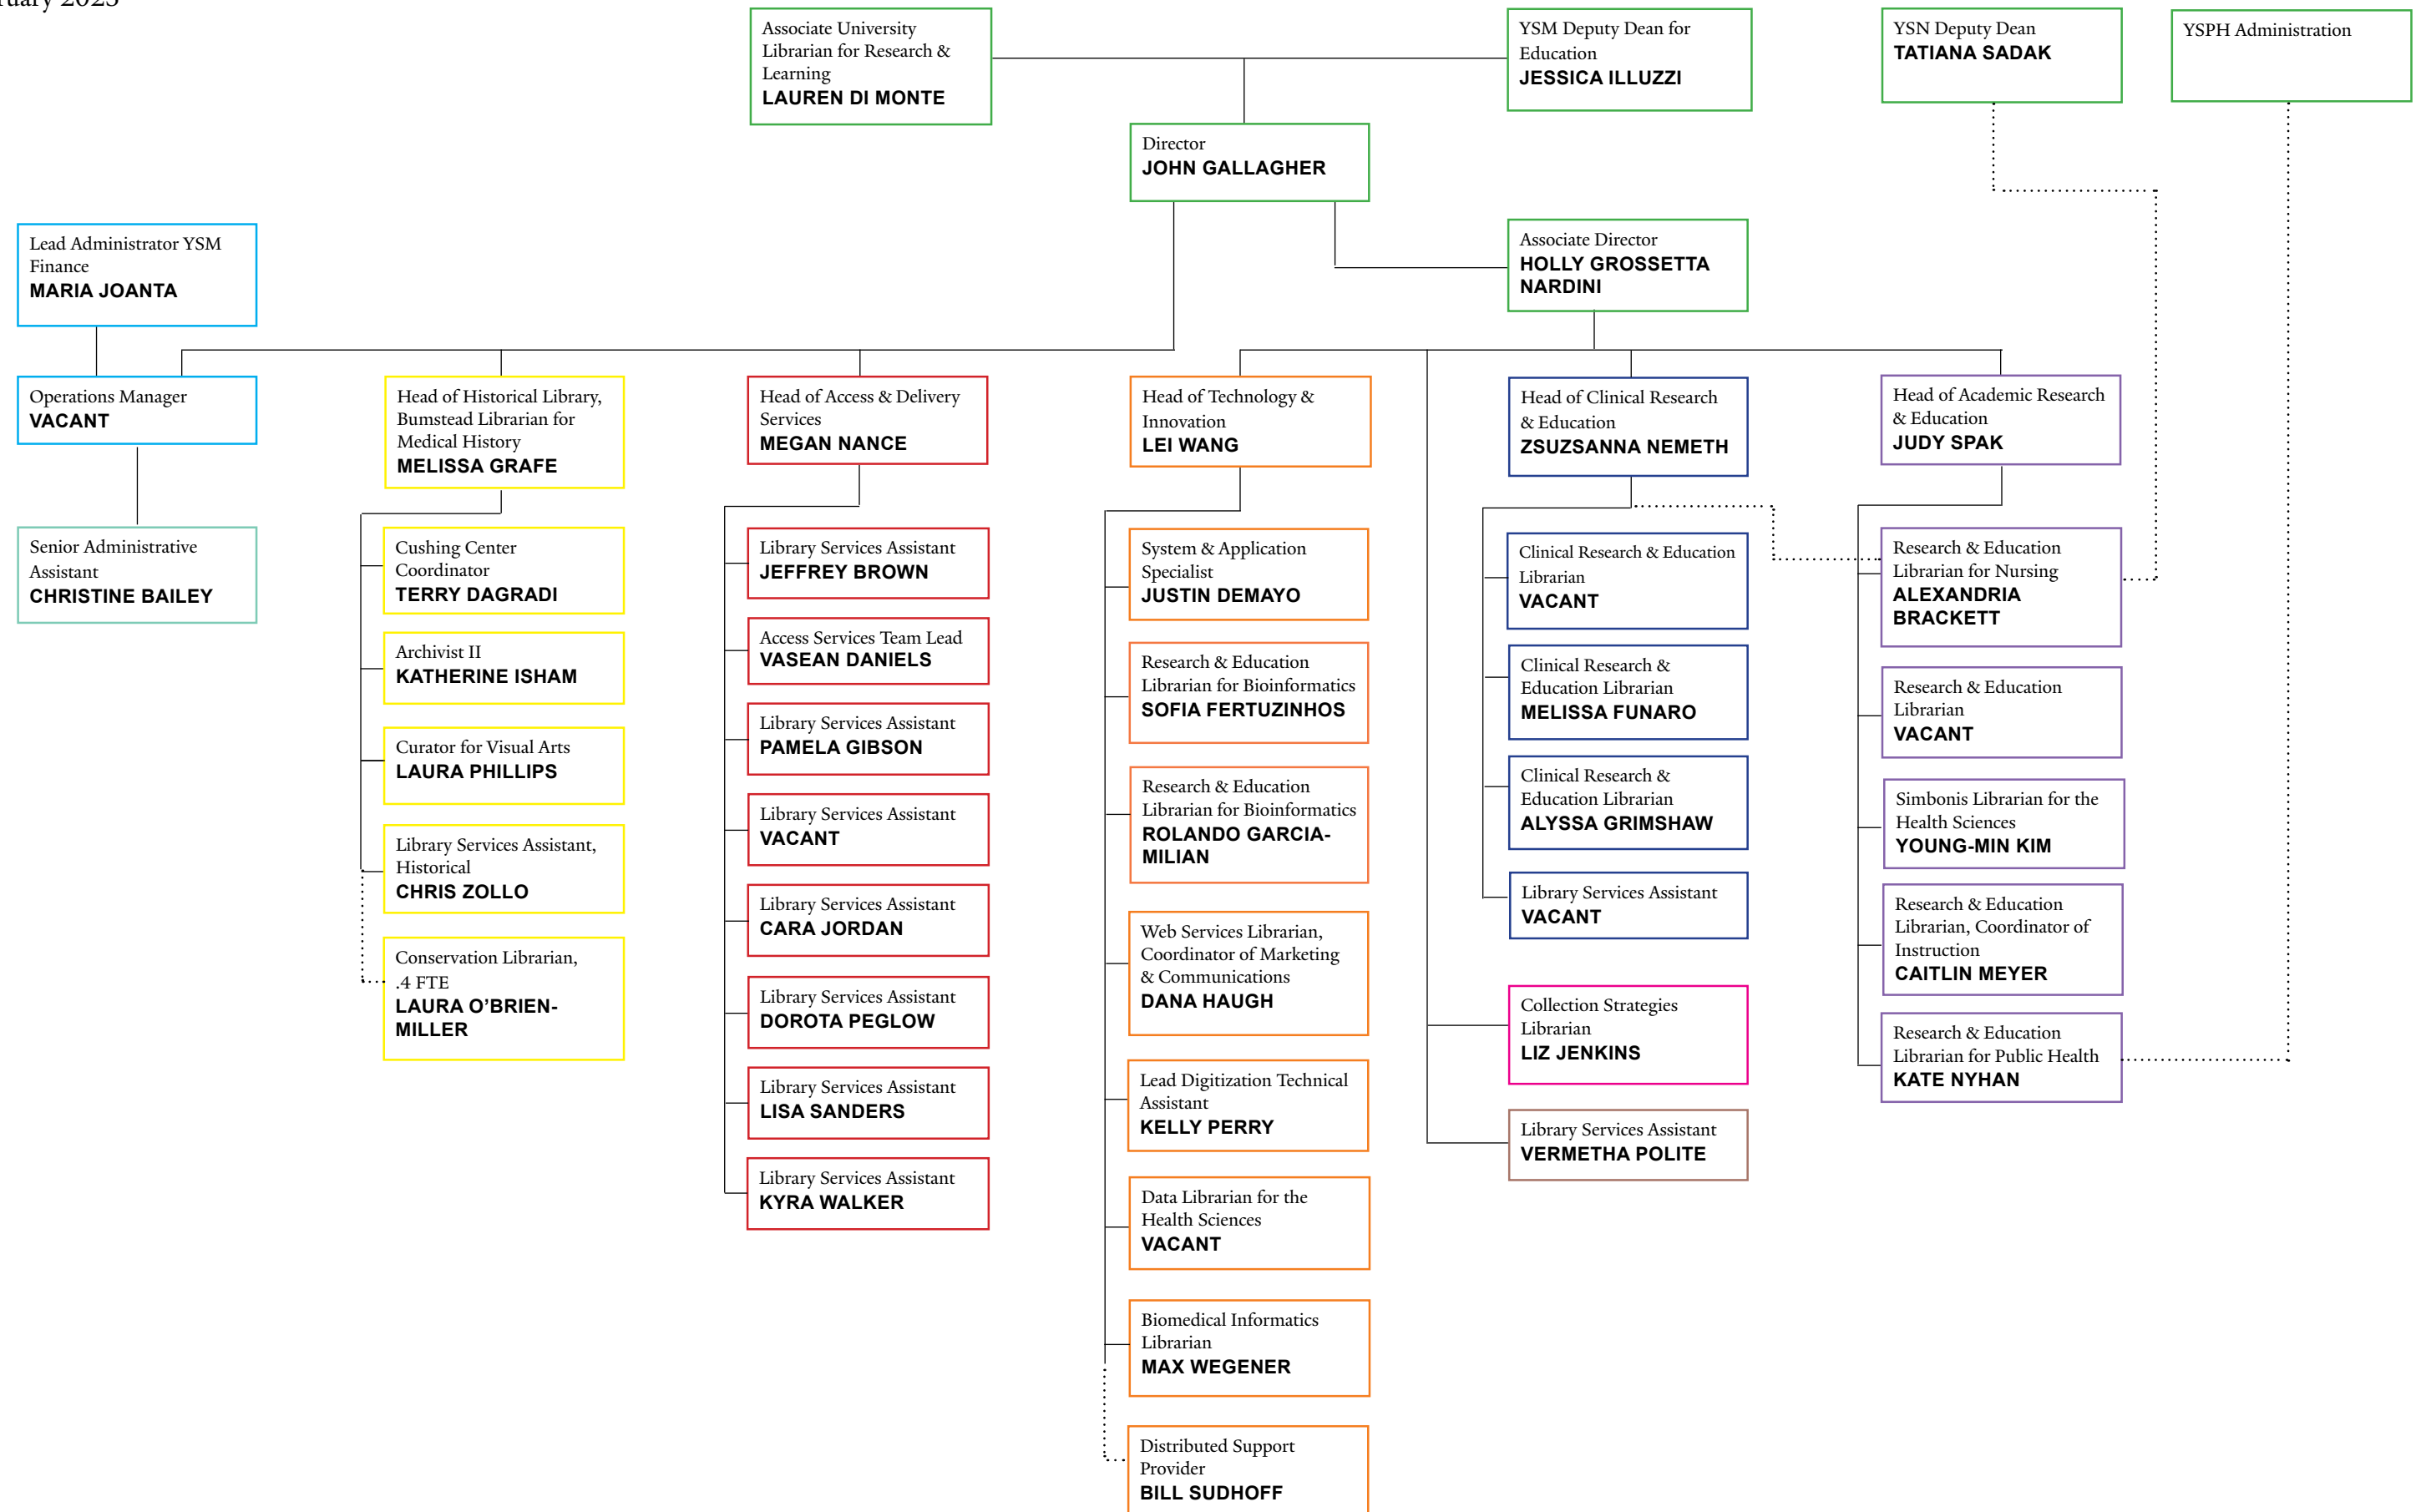 Associate University
Librarian for Research &
Learning
LAUREN DI MONTE
YSM Deputy Dean for
Education
JESSICA ILLUZZI
YSN Deputy Dean
TATIANA SADAK
YSPH Administration
Director
JOHN GALLAGHER
Lead Administrator YSM
Finance
MARIA JOANTA
Associate Director
HOLLY GROSSETTA
NARDINI
Operations Manager
VACANT
Senior Administrative
Assistant
CHRISTINE BAILEY
Head of Historical Library,
Bumstead Librarian for
Medical History
MELISSA GRAFE
Cushing Center
Coordinator
TERRY DAGRADI
Archivist II
KATHERINE ISHAM
Curator for Visual Arts
LAURA PHILLIPS
Library Services Assistant,
Historical
CHRIS ZOLLO
Conservation Librarian,
.4 FTE
LAURA O’BRIEN-
MILLER
Head of Access & Delivery
Services
MEGAN NANCE
Library Services Assistant
JEFFREY BROWN
Access Services Team Lead
VASEAN DANIELS
Library Services Assistant
PAMELA GIBSON
Library Services Assistant
VACANT
Library Services Assistant
CARA JORDAN
Library Services Assistant
DOROTA PEGLOW
Library Services Assistant
LISA SANDERS
Library Services Assistant
KYRA WALKER
Head of Technology &
Innovation
LEI WANG
System & Application
Specialist
JUSTIN DEMAYO
Research & Education
Librarian for Bioinformatics
SOFIA FERTUZINHOS
Research & Education
Librarian for Bioinformatics
ROLANDO GARCIA-
MILIAN
Web Services Librarian,
Coordinator of Marketing
& Communications
DANA HAUGH
Lead Digitization Technical
Assistant
KELLY PERRY
Data Librarian for the
Health Sciences
VACANT
Biomedical Informatics
Librarian
MAX WEGENER
Distributed Support
Provider
BILL SUDHOFF
Head of Clinical Research
& Education
ZSUZSANNA NEMETH
Clinical Research & Education
Librarian
VACANT
Clinical Research &
Education Librarian
MELISSA FUNARO
Clinical Research &
Education Librarian
ALYSSA GRIMSHAW
Library Services Assistant
VACANT
Collection Strategies
Librarian
LIZ JENKINS
Library Services Assistant
VERMETHA POLITE
Head of Academic Research
& Education
JUDY SPAK
Research & Education
Librarian for Nursing
ALEXANDRIA
BRACKETT
Research & Education
Librarian
VACANT
Simbonis Librarian for the
Health Sciences
YOUNG-MIN KIM
Research & Education
Librarian, Coordinator of
Instruction
CAITLIN MEYER
Research & Education
Librarian for Public Health
KATE NYHAN